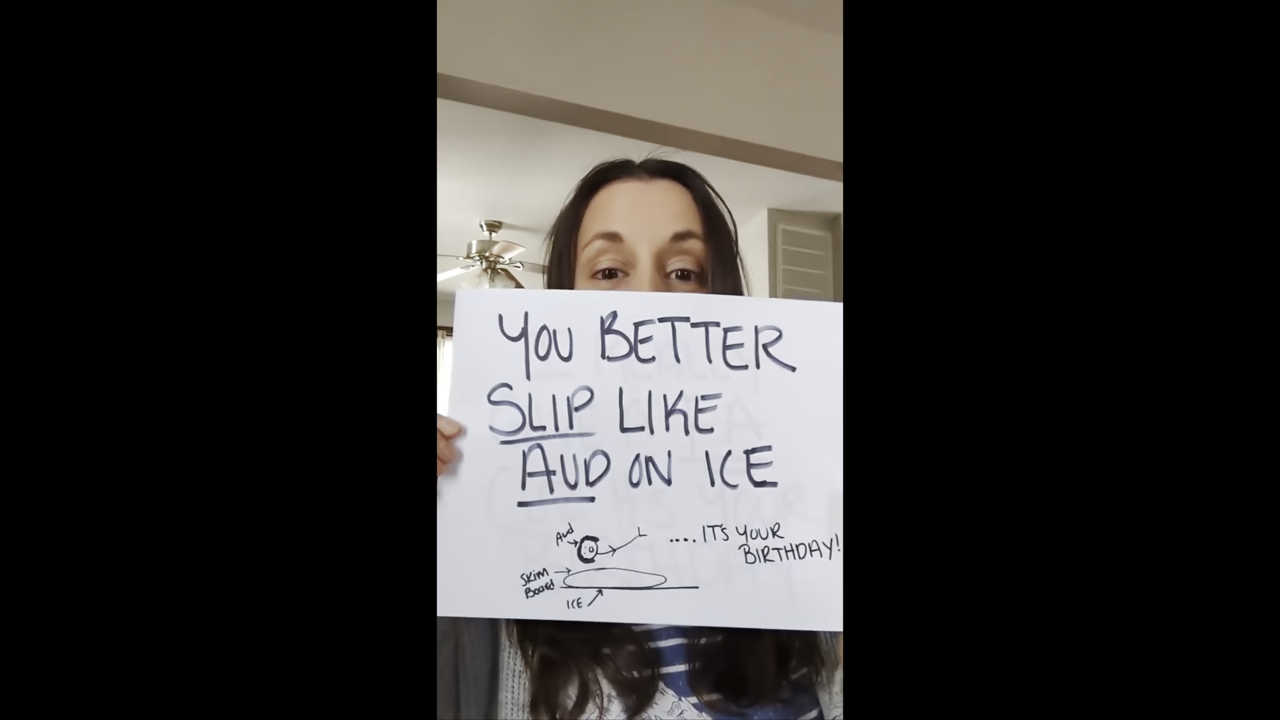 YOU BETTER
SLIP LIKE
AUD ON ICE
Aud
.... IT'S YOUR
BIRTHDAY!
Skim
Board
ICE